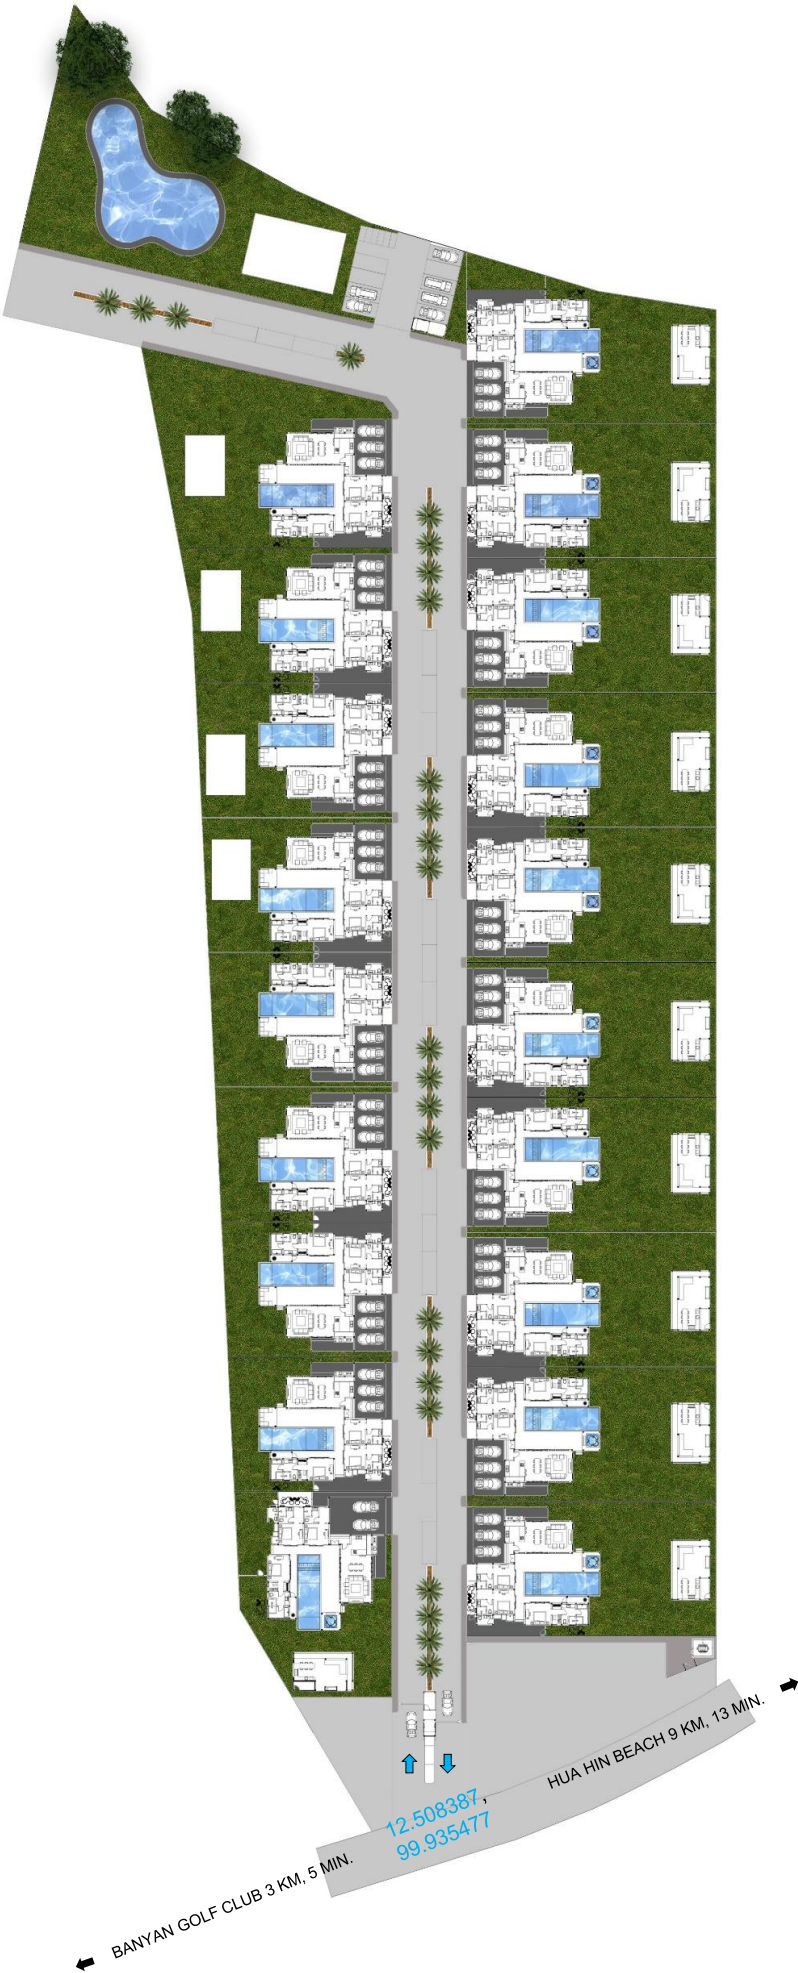 HUA HIN BEACH 9 KM, 13 MIN.
12.508387,
99.935477
BANYAN GOLF CLUB 3 KM, 5 MIN.